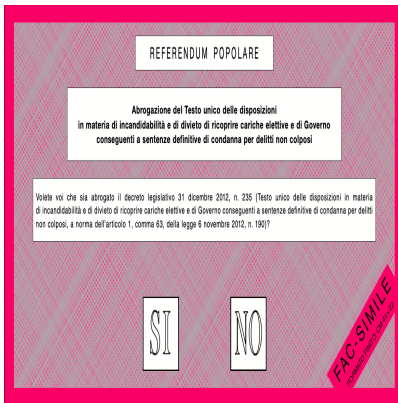 REFERENDUM POPOLARE
Abrogazione del Testo unico delle disposizioni
in materia di incandidabilità e di divieto di ricoprire cariche elettive e di Governo
conseguenti a sentenze definitive di condanna per delitti non colposi
Volete voi che sia abrogato il decreto legislativo 31 dicembre 2012, n. 235 (Testo unico delle disposizioni in materia
di incandidabilità e di divieto di ricoprire cariche elettive e di Governo conseguenti a sentenze definitive di condanna per delitti
non colposi, a norma dell'articolo 1, comma 63, della legge 6 novembre 2012, n. 190)?
SI NO
FAC-SIMILE
FORMATO FINITO CM